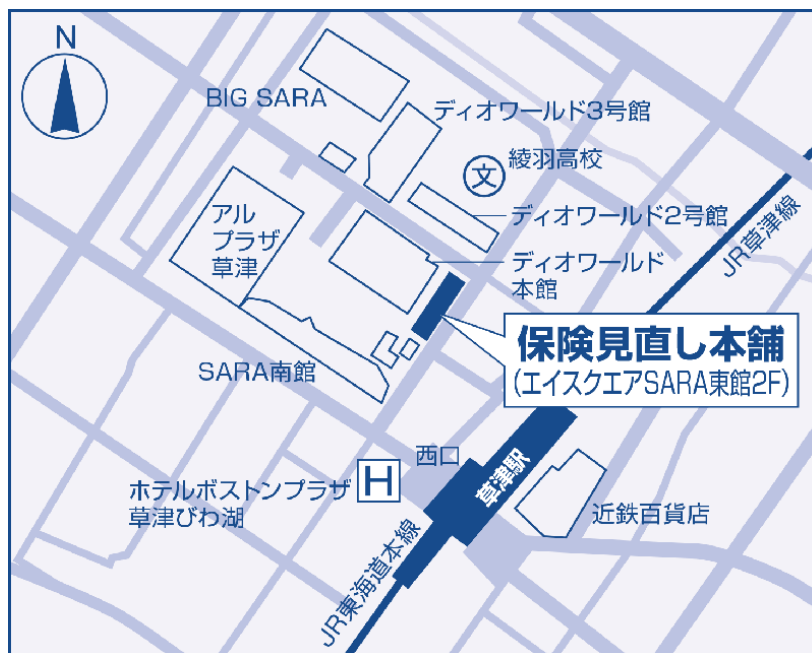 N
BIG SARA
ディオワールド3号館
文
綾羽高校
アル
プラザ
草津
ディオワールド2号館
ディオワールド
本館
JR草津線
保険見直し本舗
(エイスクエアSARA東館2F)
SARA南館
西口
H
草津駅
ホテルボストンプラザ
草津びわ湖
近鉄百貨店
JR東海道本線